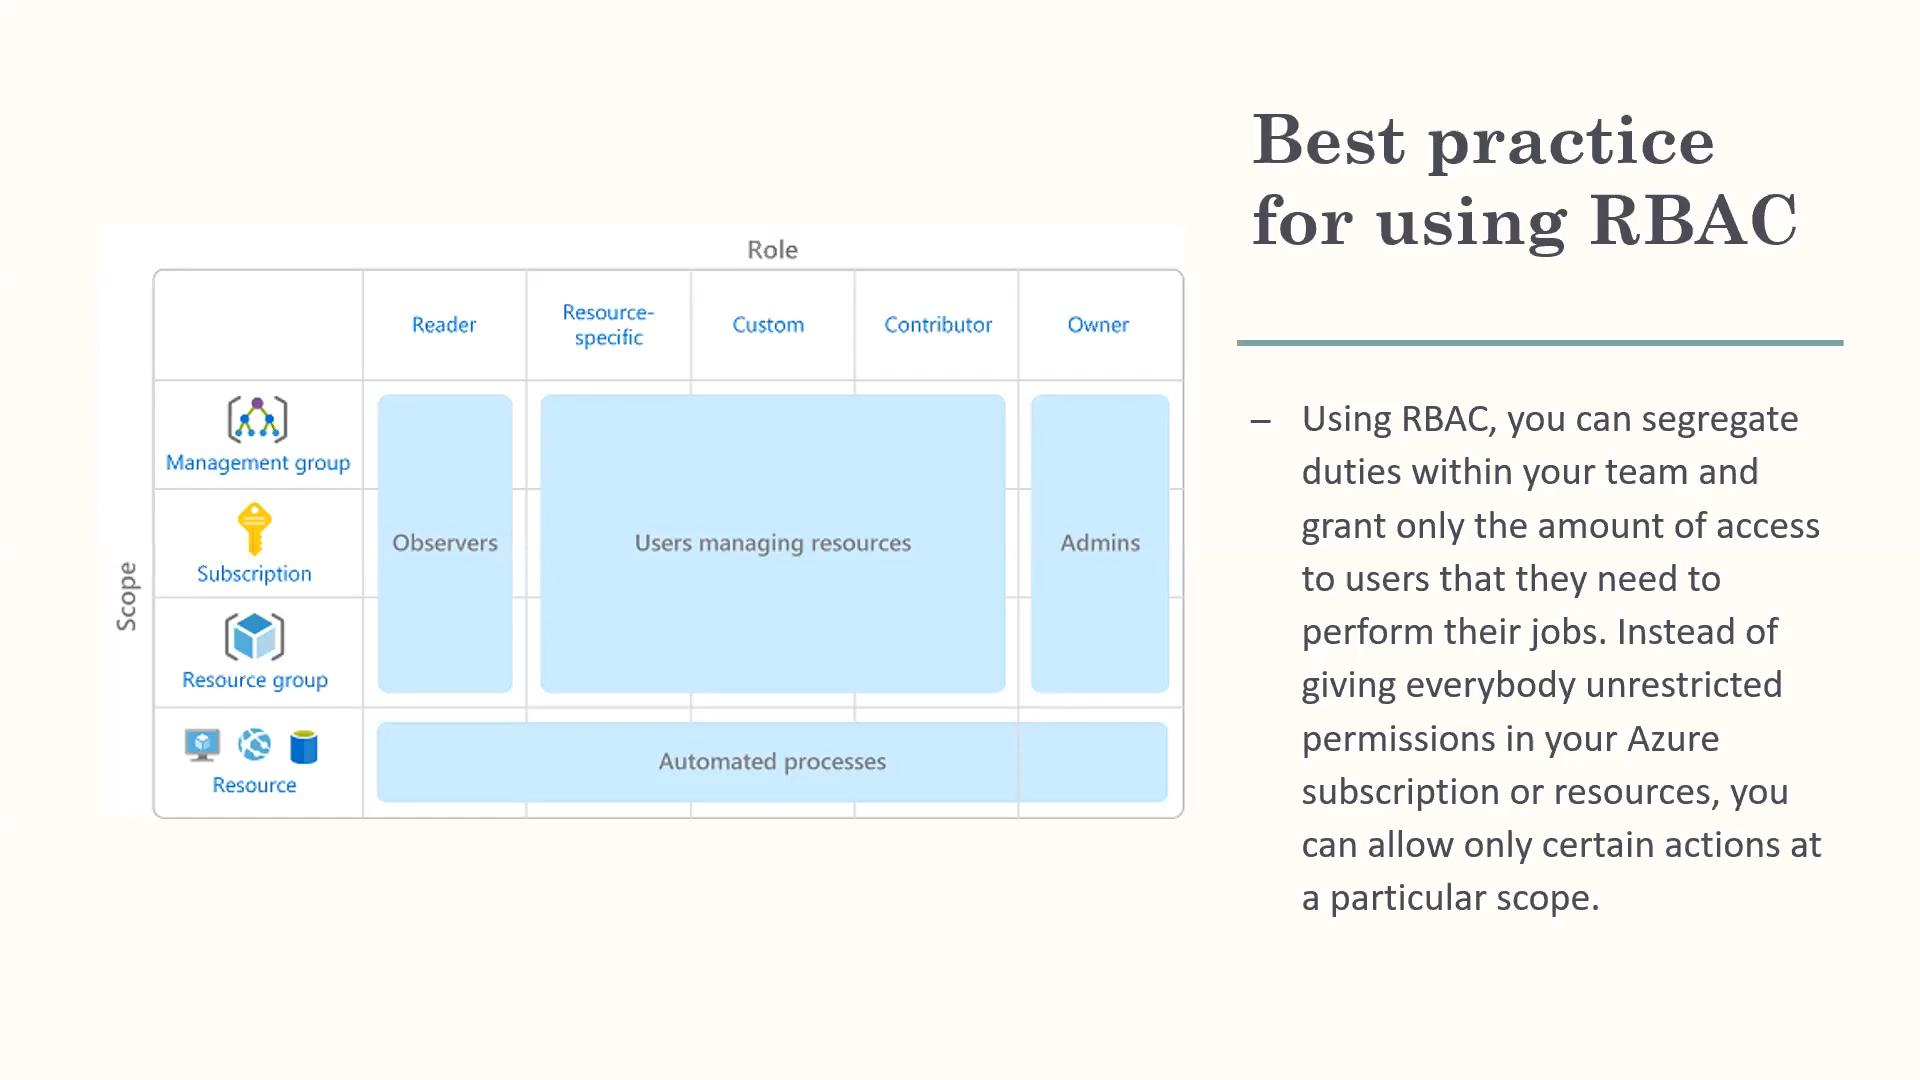 Best practice
for using RBAC
– Using RBAC, you can segregate
duties within your team and
grant only the amount of access
to users that they need to
perform their jobs. Instead of
giving everybody unrestricted
permissions in your Azure
subscription or resources, you
can allow only certain actions at
a particular scope.
Role
Reader
Resource-
specific
Custom
Contributor
Owner
Scope
Management group
Subscription
Resource group
Resource
Observers
Users managing resources
Admins
Automated processes